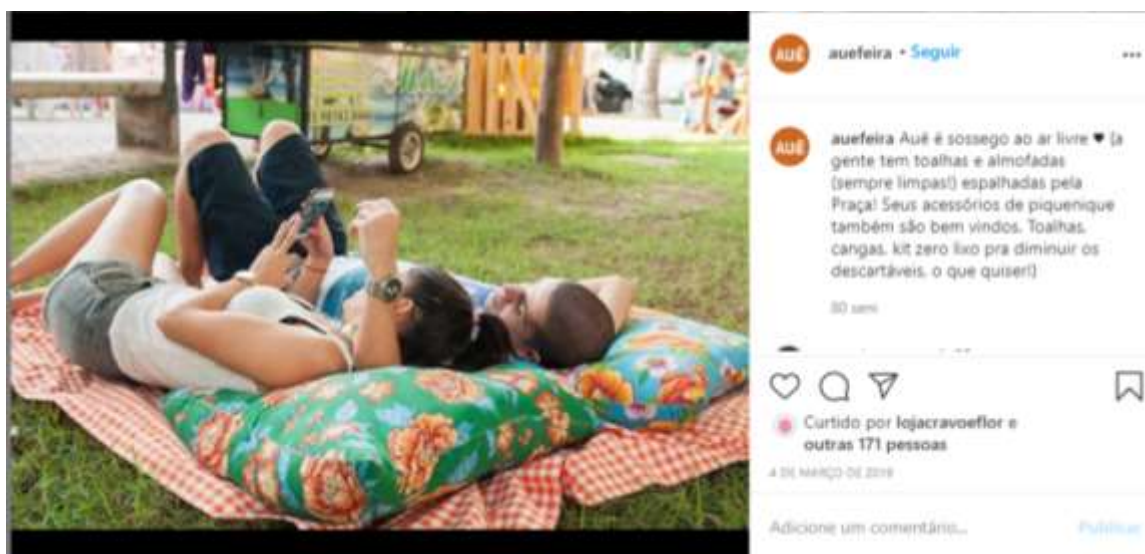 AUÊ
auefeira • Seguir
AUÊ
auefeira Auê é sossego ao ar livre ♥ (a
gente tem toalhas e almofadas
(sempre limpas!) espalhadas pela
Praça! Seus acessórios de piquenique
também são bem vindos. Toalhas,
cangas, kit zero lixo pra diminuir os
descartáveis, o que quiser!)
80 sem
Curtido por lojacravoeflor e
outras 171 pessoas
4 DE MARÇO DE 2019
Adicione um comentário...
Publicar